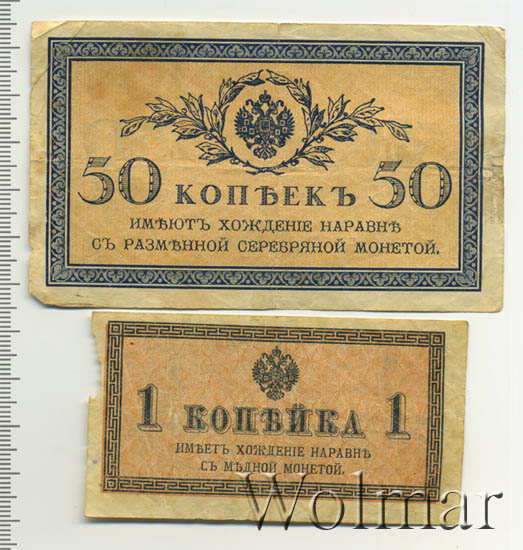 50 КОПѢЕКЪ 50
ИМѢЮТЪ ХОЖДЕНІЕ НАРАВНѢ
СЪ РАЗМѢННОЙ СЕРЕБРЯНОЙ МОНЕТОЙ.
1 КОПѢЙКА 1
ИМѢЕТЪ ХОЖДЕНІЕ НАРАВНѢ
СЪ МѢДНОЙ МОНЕТОЙ.
Wolmar